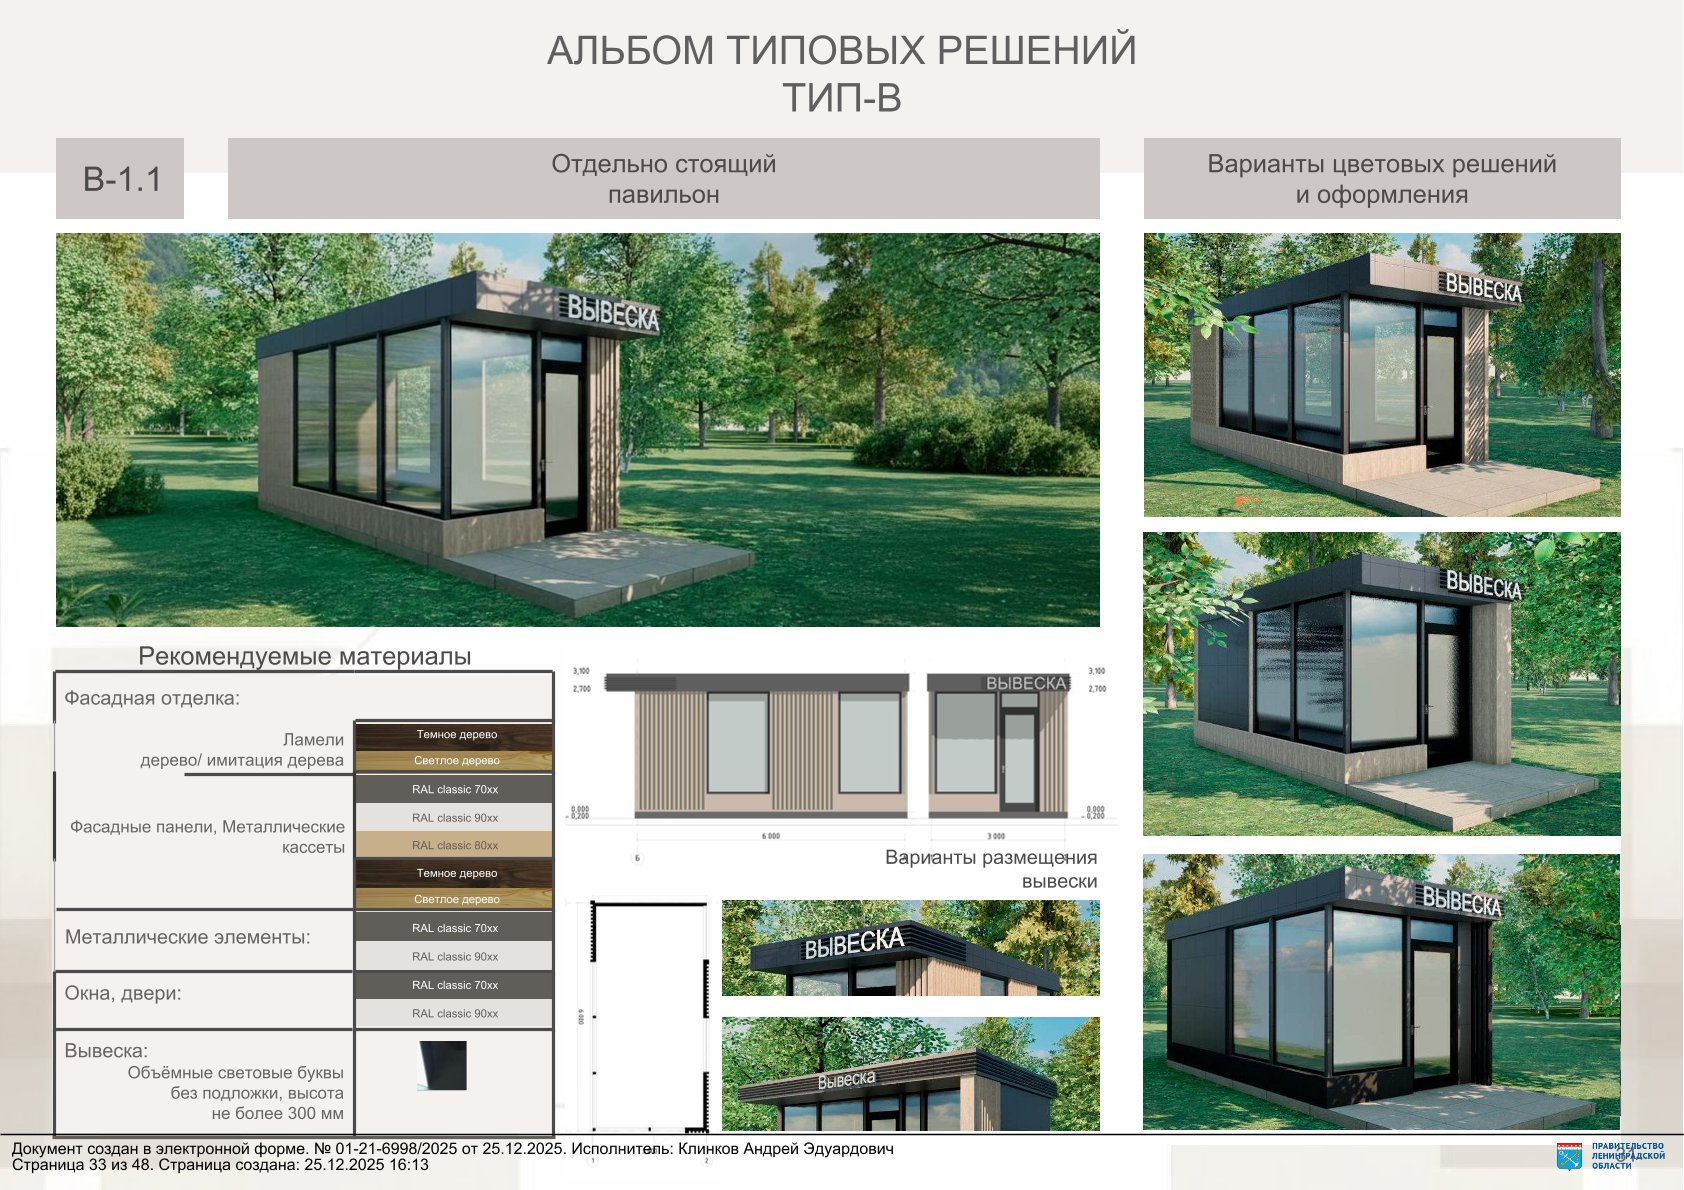 АЛЬБОМ ТИПОВЫХ РЕШЕНИЙ
ТИП-В
В-1.1
Отдельно стоящий
павильон
Варианты цветовых решений
и оформления
ВЫВЕСКА
ВЫВЕСКА
ВЫВЕСКА
ВЫВЕСКА
Рекомендуемые материалы
Фасадная отделка:
Ламели
дерево/ имитация дерева
Темное дерево
Светлое дерево
Фасадные панели, Металлические
кассеты
RAL classic 70xx
RAL classic 90xx
RAL classic 80xx
Темное дерево
Светлое дерево
Металлические элементы:
RAL classic 70xx
RAL classic 90xx
Окна, двери:
RAL classic 70xx
RAL classic 90xx
Вывеска:
Объёмные световые буквы
без подложки, высота
не более 300 мм
3,100
2,700
0,000
- 0,200
6 000
Б
ВЫВЕСКА
3,100
2,700
0,000
- 0,200
3 000
6 000
1
2
Варианты размещения
вывески
ВЫВЕСКА
Вывеска
Документ создан в электронной форме. № 01-21-6998/2025 от 25.12.2025. Исполнитель: Клинков Андрей Эдуардович
Страница 33 из 48. Страница создана: 25.12.2025 16:13
ПРАВИТЕЛЬСТВО
ЛЕНИНГРАДСКОЙ
ОБЛАСТИ